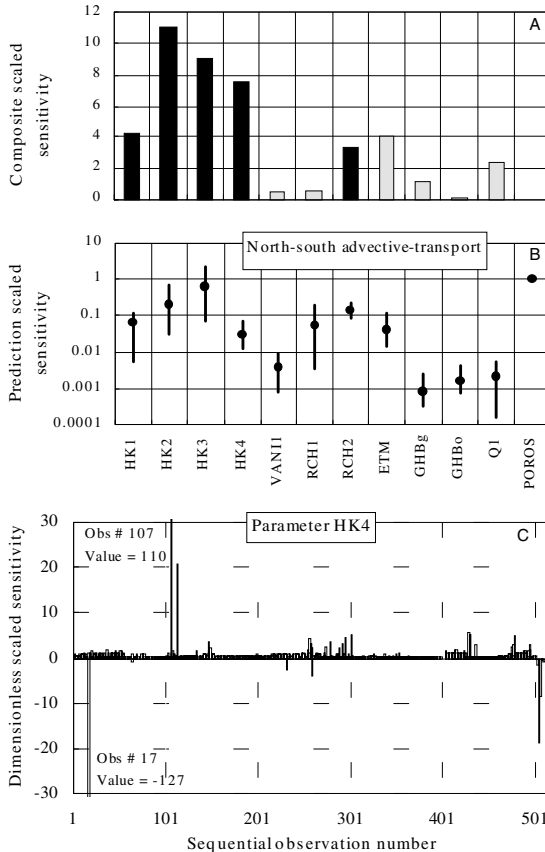 Composite scaled
sensitivity
12
10
8
6
4
2
0
A
Prediction scaled
sensitivity
10
1
0.1
0.01
0.001
0.0001
North-south advective-transport
B
HK1
HK2
HK3
HK4
VANI1
RCH1
RCH2
ETM
GHBg
GHBo
Q1
POROS
Dimensionless scaled sensitivity
30
20
10
0
-10
-20
-30
Obs # 107
Value = 110
Parameter HK4
C
Obs # 17
Value = -127
1
101
201
301
401
501
Sequential observation number